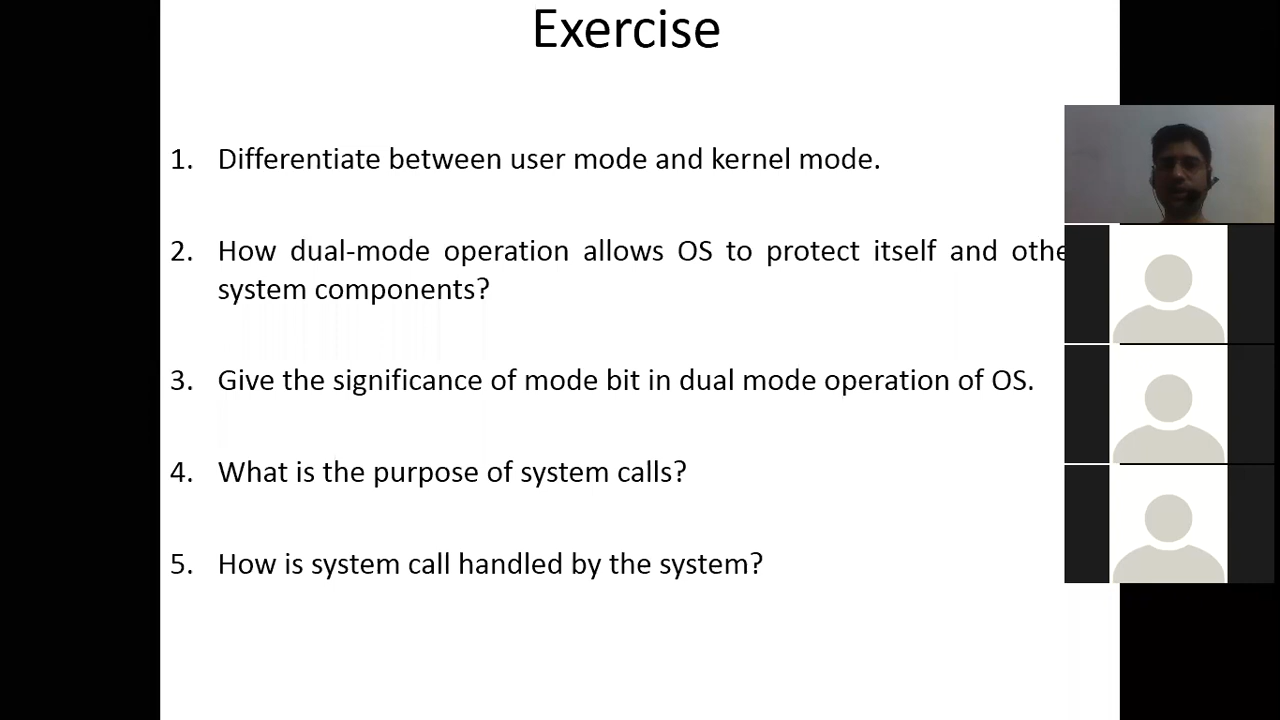 Exercise
1. Differentiate between user mode and kernel mode.
2. How dual-mode operation allows OS to protect itself and othe
system components?
3. Give the significance of mode bit in dual mode operation of OS.
4. What is the purpose of system calls?
5. How is system call handled by the system?